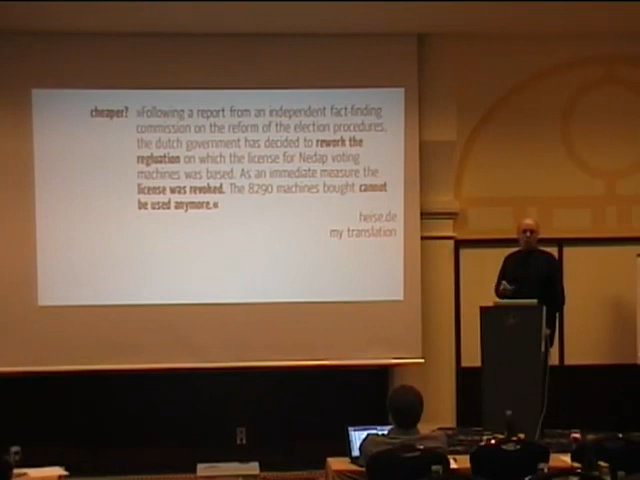 cheaper? »Following a report from an independent fact-finding
commission on the reform of the election procedures,
the dutch government has decided to rework the
regluation on which the license for Nedap voting
machines was based. As an immediate measure the
license was revoked. The 8290 machines bought cannot
be used anymore.«
heise.de
my translation